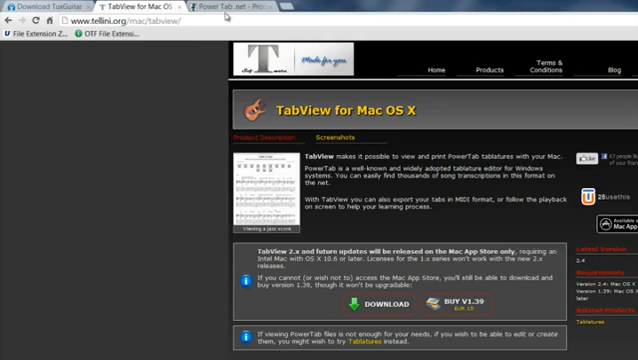 Download TuxGuitar
TabView for Mac OS
Power Tab .net - Proc
www.tellini.org/mac/tabview/
File Extension Z...
OTF File Extension...
T
Made for you
Home
Products
Terms &
Conditions
Blog
TabView for Mac OS X
Product Description
Screenshots
TabView makes it possible to view and print PowerTab tablatures with your Mac.
PowerTab is a well-known and widely adopted tablature editor for Windows
systems. You can easily find thousands of song transcriptions in this format on
the net.
With TabView you can also export your tabs in MIDI format, or follow the playback
on screen to help your learning process.
Viewing a jazz score
Like
67 people li
of your frien
25 usethis
Available o
Mac App
TabView 2.x and future updates will be released on the Mac App Store only, requiring an
Intel Mac with OS X 10.6 or later. Licenses for the 1.x series won't work with the new 2.x
releases.
If you cannot (or wish not to) access the Mac App Store, you'll still be able to download and
buy version 1.39, though it won't be upgradable:
DOWNLOAD
BUY V1.39
EUR 15
Latest Version
2.4
Requirements
Version 2.4: Mac OS X
Version 1.39: Mac OS X
later
Related Products
Tablatures
If viewing PowerTab files is not enough for your needs, if you wish to be able to edit or create
them, you might wish to try Tablatures instead.